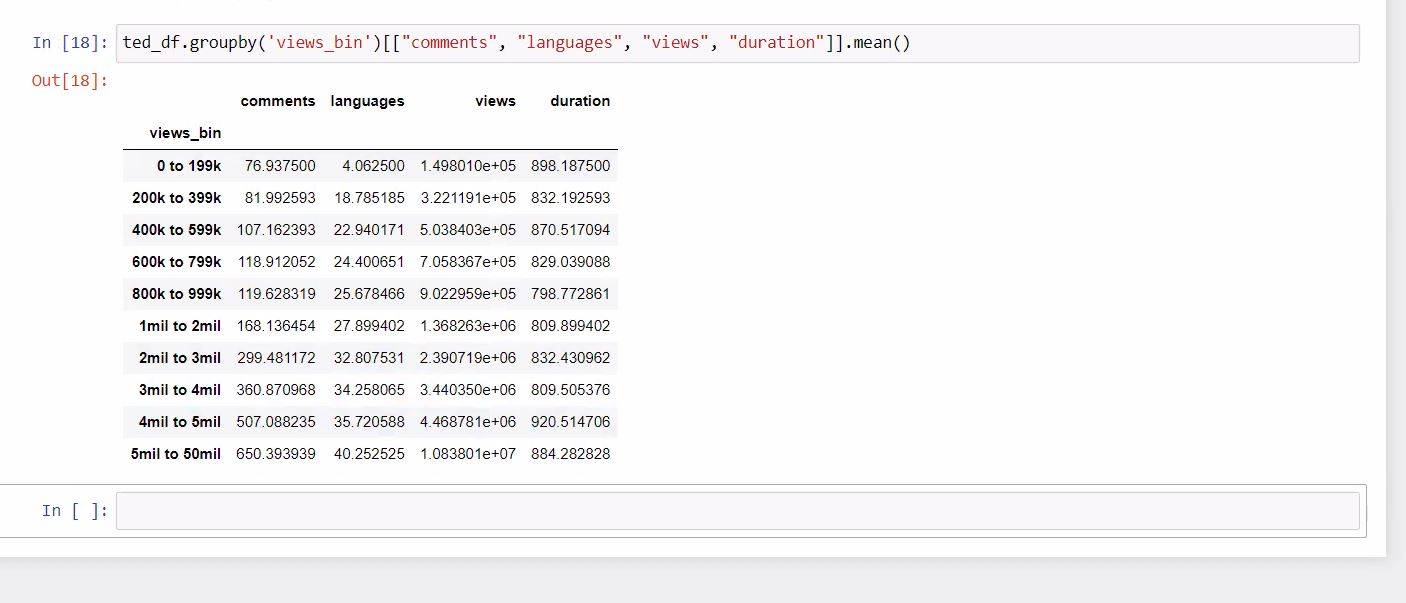 In [18]: ted_df.groupby('views_bin')[["comments", "languages", "views", "duration"]].mean()
Out[18]:
comments languages views duration
views_bin
0 to 199k 76.937500 4.062500 1.498010e+05 898.187500
200k to 399k 81.992593 18.785185 3.221191e+05 832.192593
400k to 599k 107.162393 22.940171 5.038403e+05 870.517094
600k to 799k 118.912052 24.400651 7.058367e+05 829.039088
800k to 999k 119.628319 25.678466 9.022959e+05 798.772861
1mil to 2mil 168.136454 27.899402 1.368263e+06 809.899402
2mil to 3mil 299.481172 32.807531 2.390719e+06 832.430962
3mil to 4mil 360.870968 34.258065 3.440350e+06 809.505376
4mil to 5mil 507.088235 35.720588 4.468781e+06 920.514706
5mil to 50mil 650.393939 40.252525 1.083801e+07 884.282828
In [ ]: